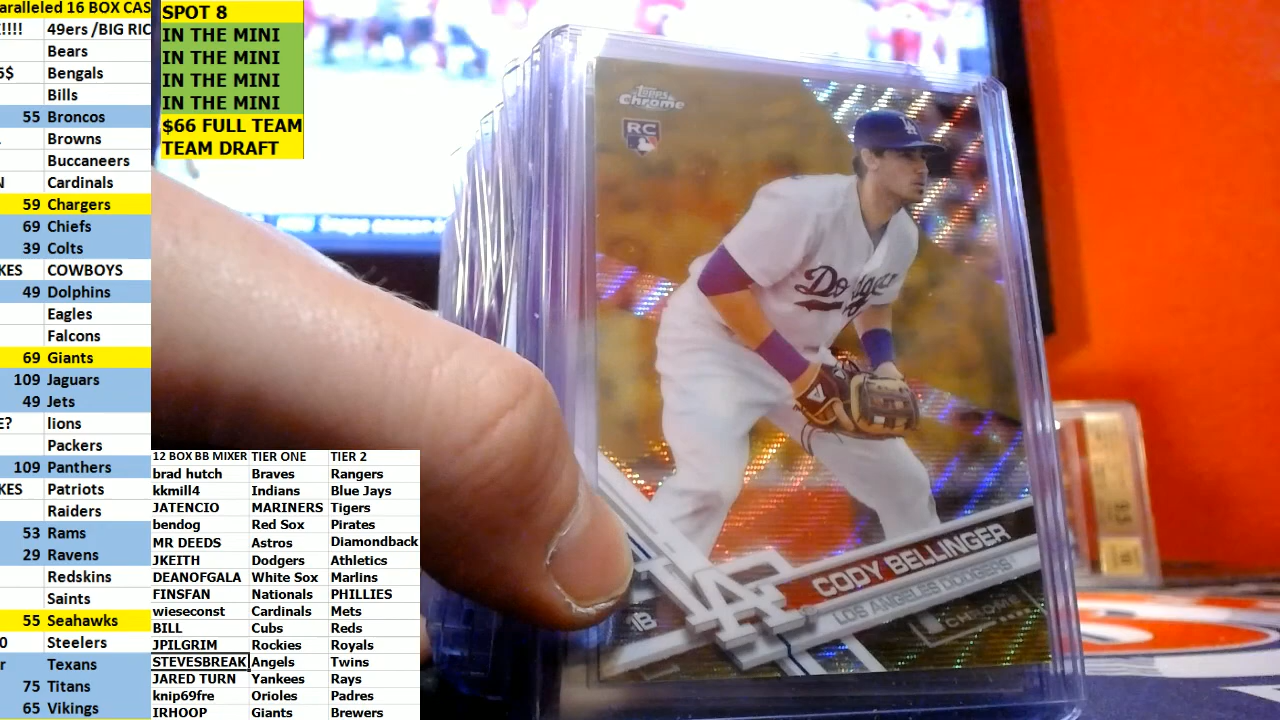 aralleled 16 BOX CAS
!!!! 49ers /BIG RIC
Bears
5$ Bengals
Bills
55 Broncos
Browns
Buccaneers
N Cardinals
59 Chargers
69 Chiefs
39 Colts
KES COWBOYS
49 Dolphins
Eagles
Falcons
69 Giants
109 Jaguars
49 Jets
E? lions
Packers
109 Panthers
KES Patriots
Raiders
53 Rams
29 Ravens
Redskins
Saints
55 Seahawks
0 Steelers
r Texans
75 Titans
65 Vikings
SPOT 8
IN THE MINI
IN THE MINI
IN THE MINI
IN THE MINI
$66 FULL TEAM
TEAM DRAFT
12 BOX BB MIXER TIER ONE TIER 2
brad hutch Braves Rangers
kkmill4 Indians Blue Jays
JATENCIO MARINERS Tigers
bendog Red Sox Pirates
MR DEEDS Astros Diamondback
JKEITH Dodgers Athletics
DEANOFGALA White Sox Marlins
FINSFAN Nationals PHILLIES
wieseconst Cardinals Mets
BILL Cubs Reds
JPILGRIM Rockies Royals
STEVESBREAK Angels Twins
JARED TURN Yankees Rays
knip69fre Orioles Padres
IRHOOP Giants Brewers
Topps
Chrome
RC
LA
Dodgers
CODY BELLINGER
LOS ANGELES DODGERS
LA
1B
CHROME
9.5